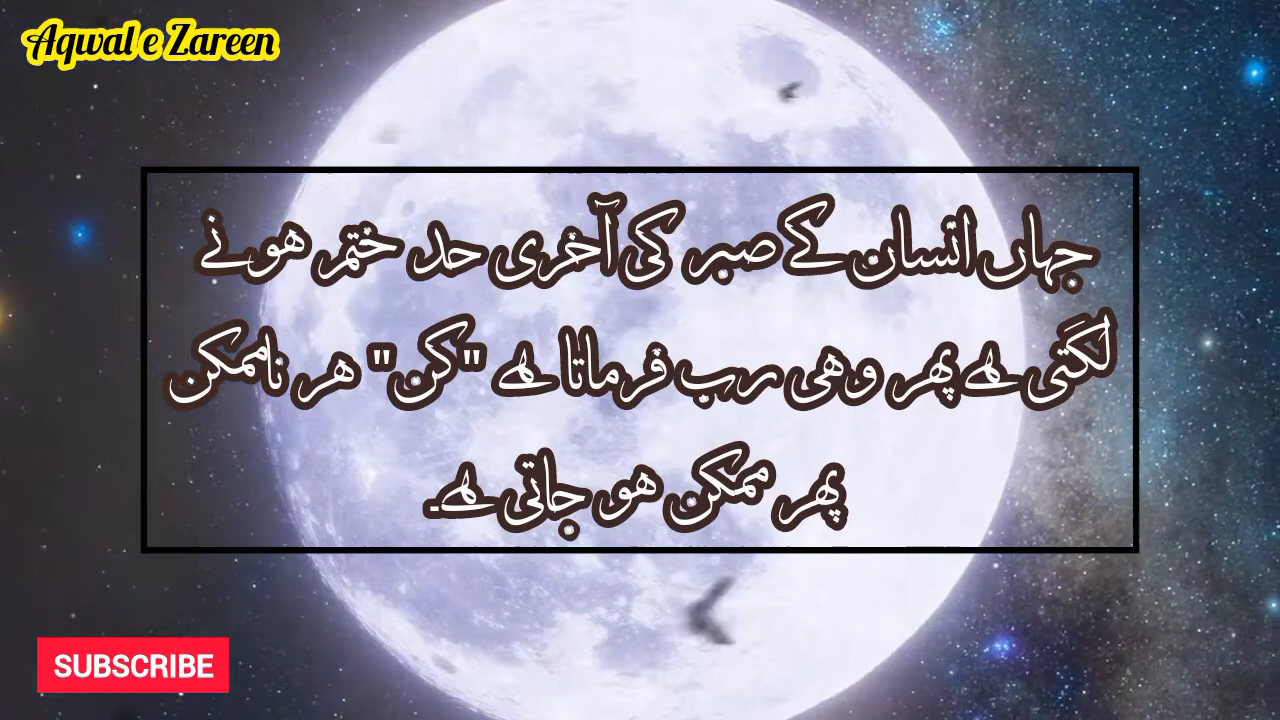 Aqwal e Zareen
جہاں انسان کے صبر کی آخری حد ختم ہونے
لگتی ہے پھر وہی رب فرماتا ہے "کن" ہر ناممکن
پھر ممکن ہو جاتی ہے۔
SUBSCRIBE